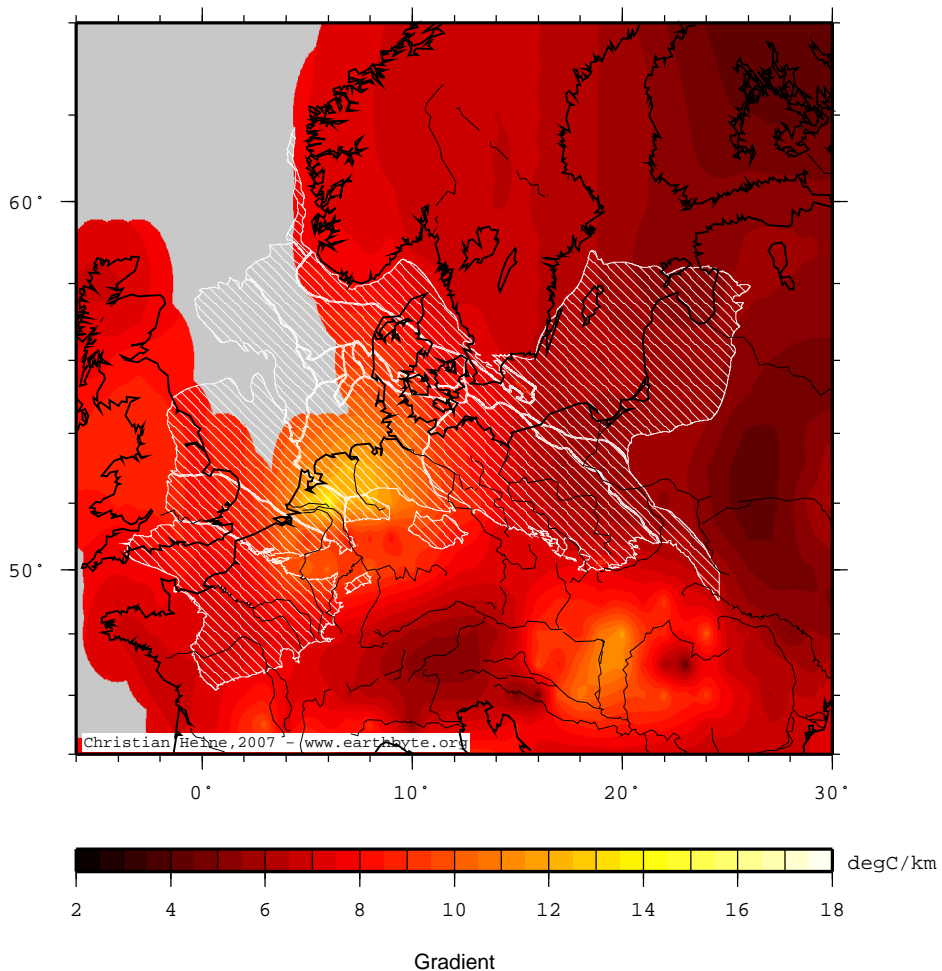 60°
50°
Christian Heine,2007 - www.earthbyte.org
0° 10° 20° 30°
degC/km
2 4 6 8 10 12 14 16 18
Gradient